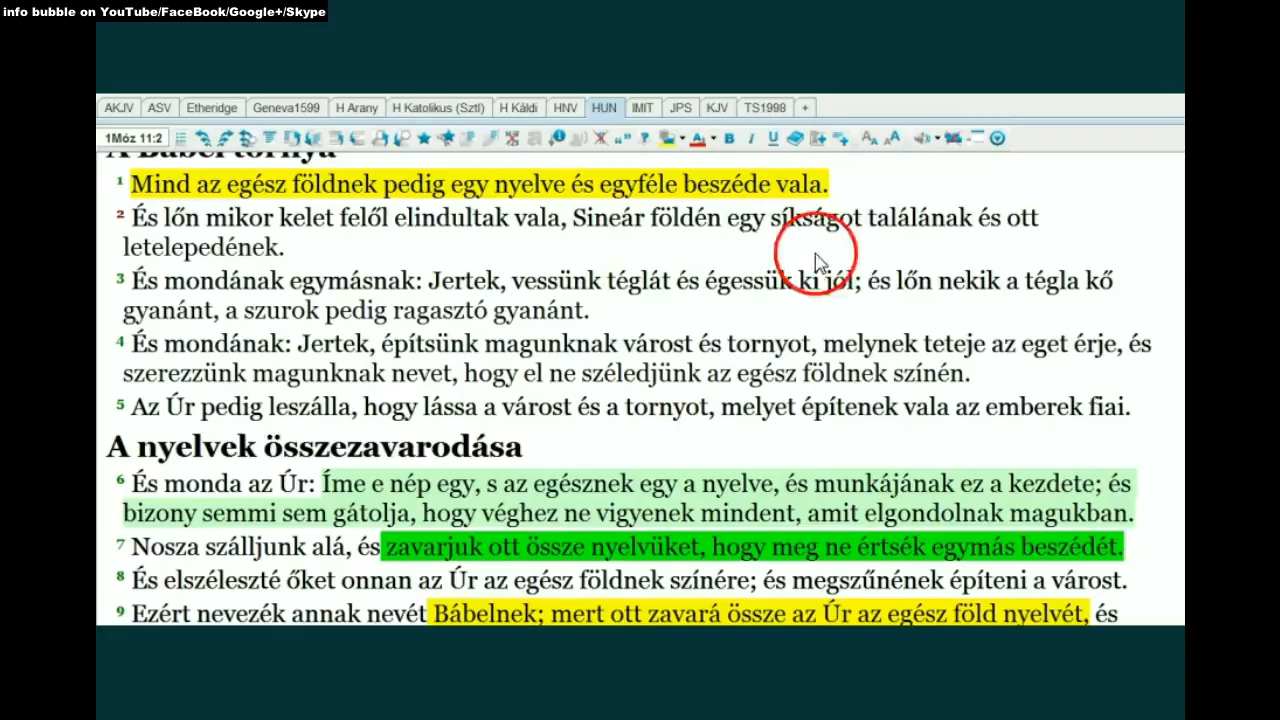 info bubble on YouTube/FaceBook/Google+/Skype
AKJV ASV Etheridge Geneva1599 H Arany H Katolikus (Sztl) H Káldi HNV HUN IMIT JPS KJV TS1998 +
1Móz 11:2
A Bábel tornya
1 Mind az egész földnek pedig egy nyelve és egyféle beszéde vala.
2 És lőn mikor kelet felől elindultak vala, Sineár földén egy síkságot találának és ott
letelepedének.
3 És mondának egymásnak: Jertek, vessünk téglát és égessük ki jól; és lőn nekik a tégla kő
gyanánt, a szurok pedig ragasztó gyanánt.
4 És mondának: Jertek, építsünk magunknak várost és tornyot, melynek teteje az eget érje, és
szerezzünk magunknak nevet, hogy el ne széledjünk az egész földnek színén.
5 Az Úr pedig leszálla, hogy lássa a várost és a tornyot, melyet építenek vala az emberek fiai.
A nyelvek összezavarodása
6 És monda az Úr: Íme e nép egy, s az egésznek egy a nyelve, és munkájának ez a kezdete; és
bizony semmi sem gátolja, hogy véghez ne vigyenek mindent, amit elgondolnak magukban.
7 Nosza szálljunk alá, és zavarjuk ott össze nyelvüket, hogy meg ne értsék egymás beszédét.
8 És elszéleszté őket onnan az Úr az egész földnek színére; és megszűnének építeni a várost.
9 Ezért nevezék annak nevét Bábelnek; mert ott zavará össze az Úr az egész föld nyelvét, és